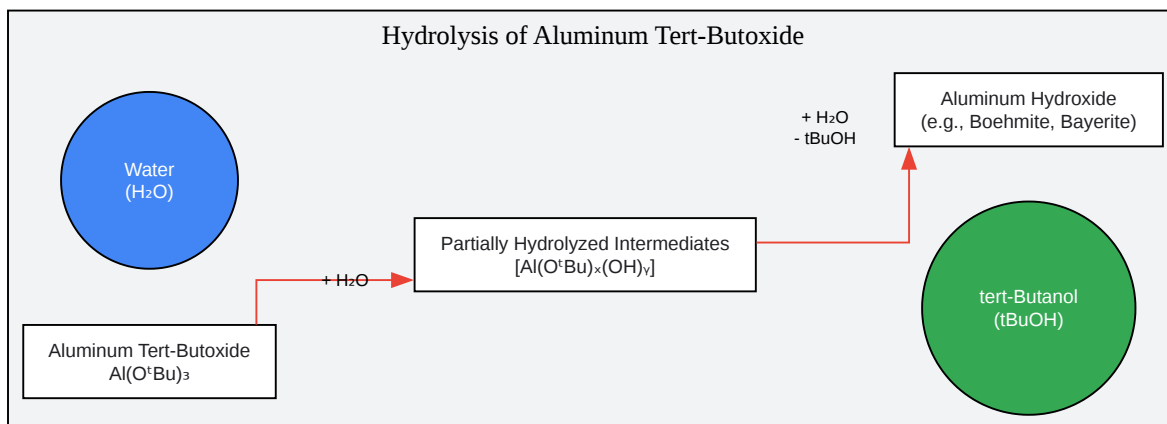 Hydrolysis of Aluminum Tert-Butoxide
Water
(H₂O)
Aluminum Tert-Butoxide
Al(OᵗBu)₃
+ H₂O
Partially Hydrolyzed Intermediates
[Al(OᵗBu)ₓ(OH)ᵧ]
+ H₂O
- tBuOH
Aluminum Hydroxide
(e.g., Boehmite, Bayerite)
tert-Butanol
(tBuOH)